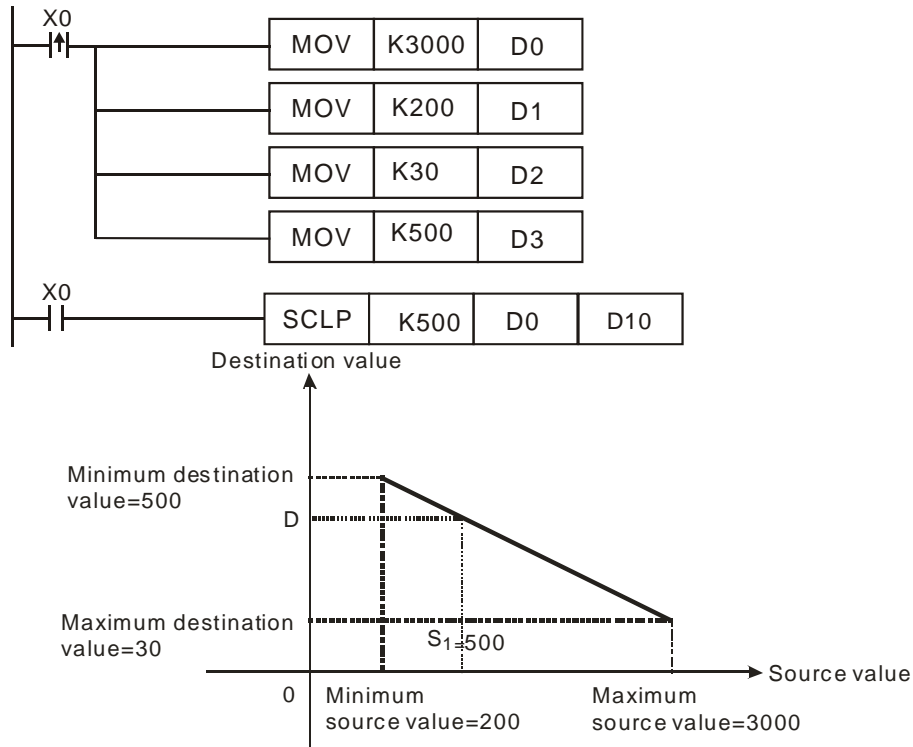 X0
MOV K3000 D0
MOV K200 D1
MOV K30 D2
MOV K500 D3
X0
SCLP K500 D0 D10
Destination value
Minimum destination
value=500
D
Maximum destination
value=30
S1=500
Source value
0
Minimum
source value=200
Maximum
source value=3000